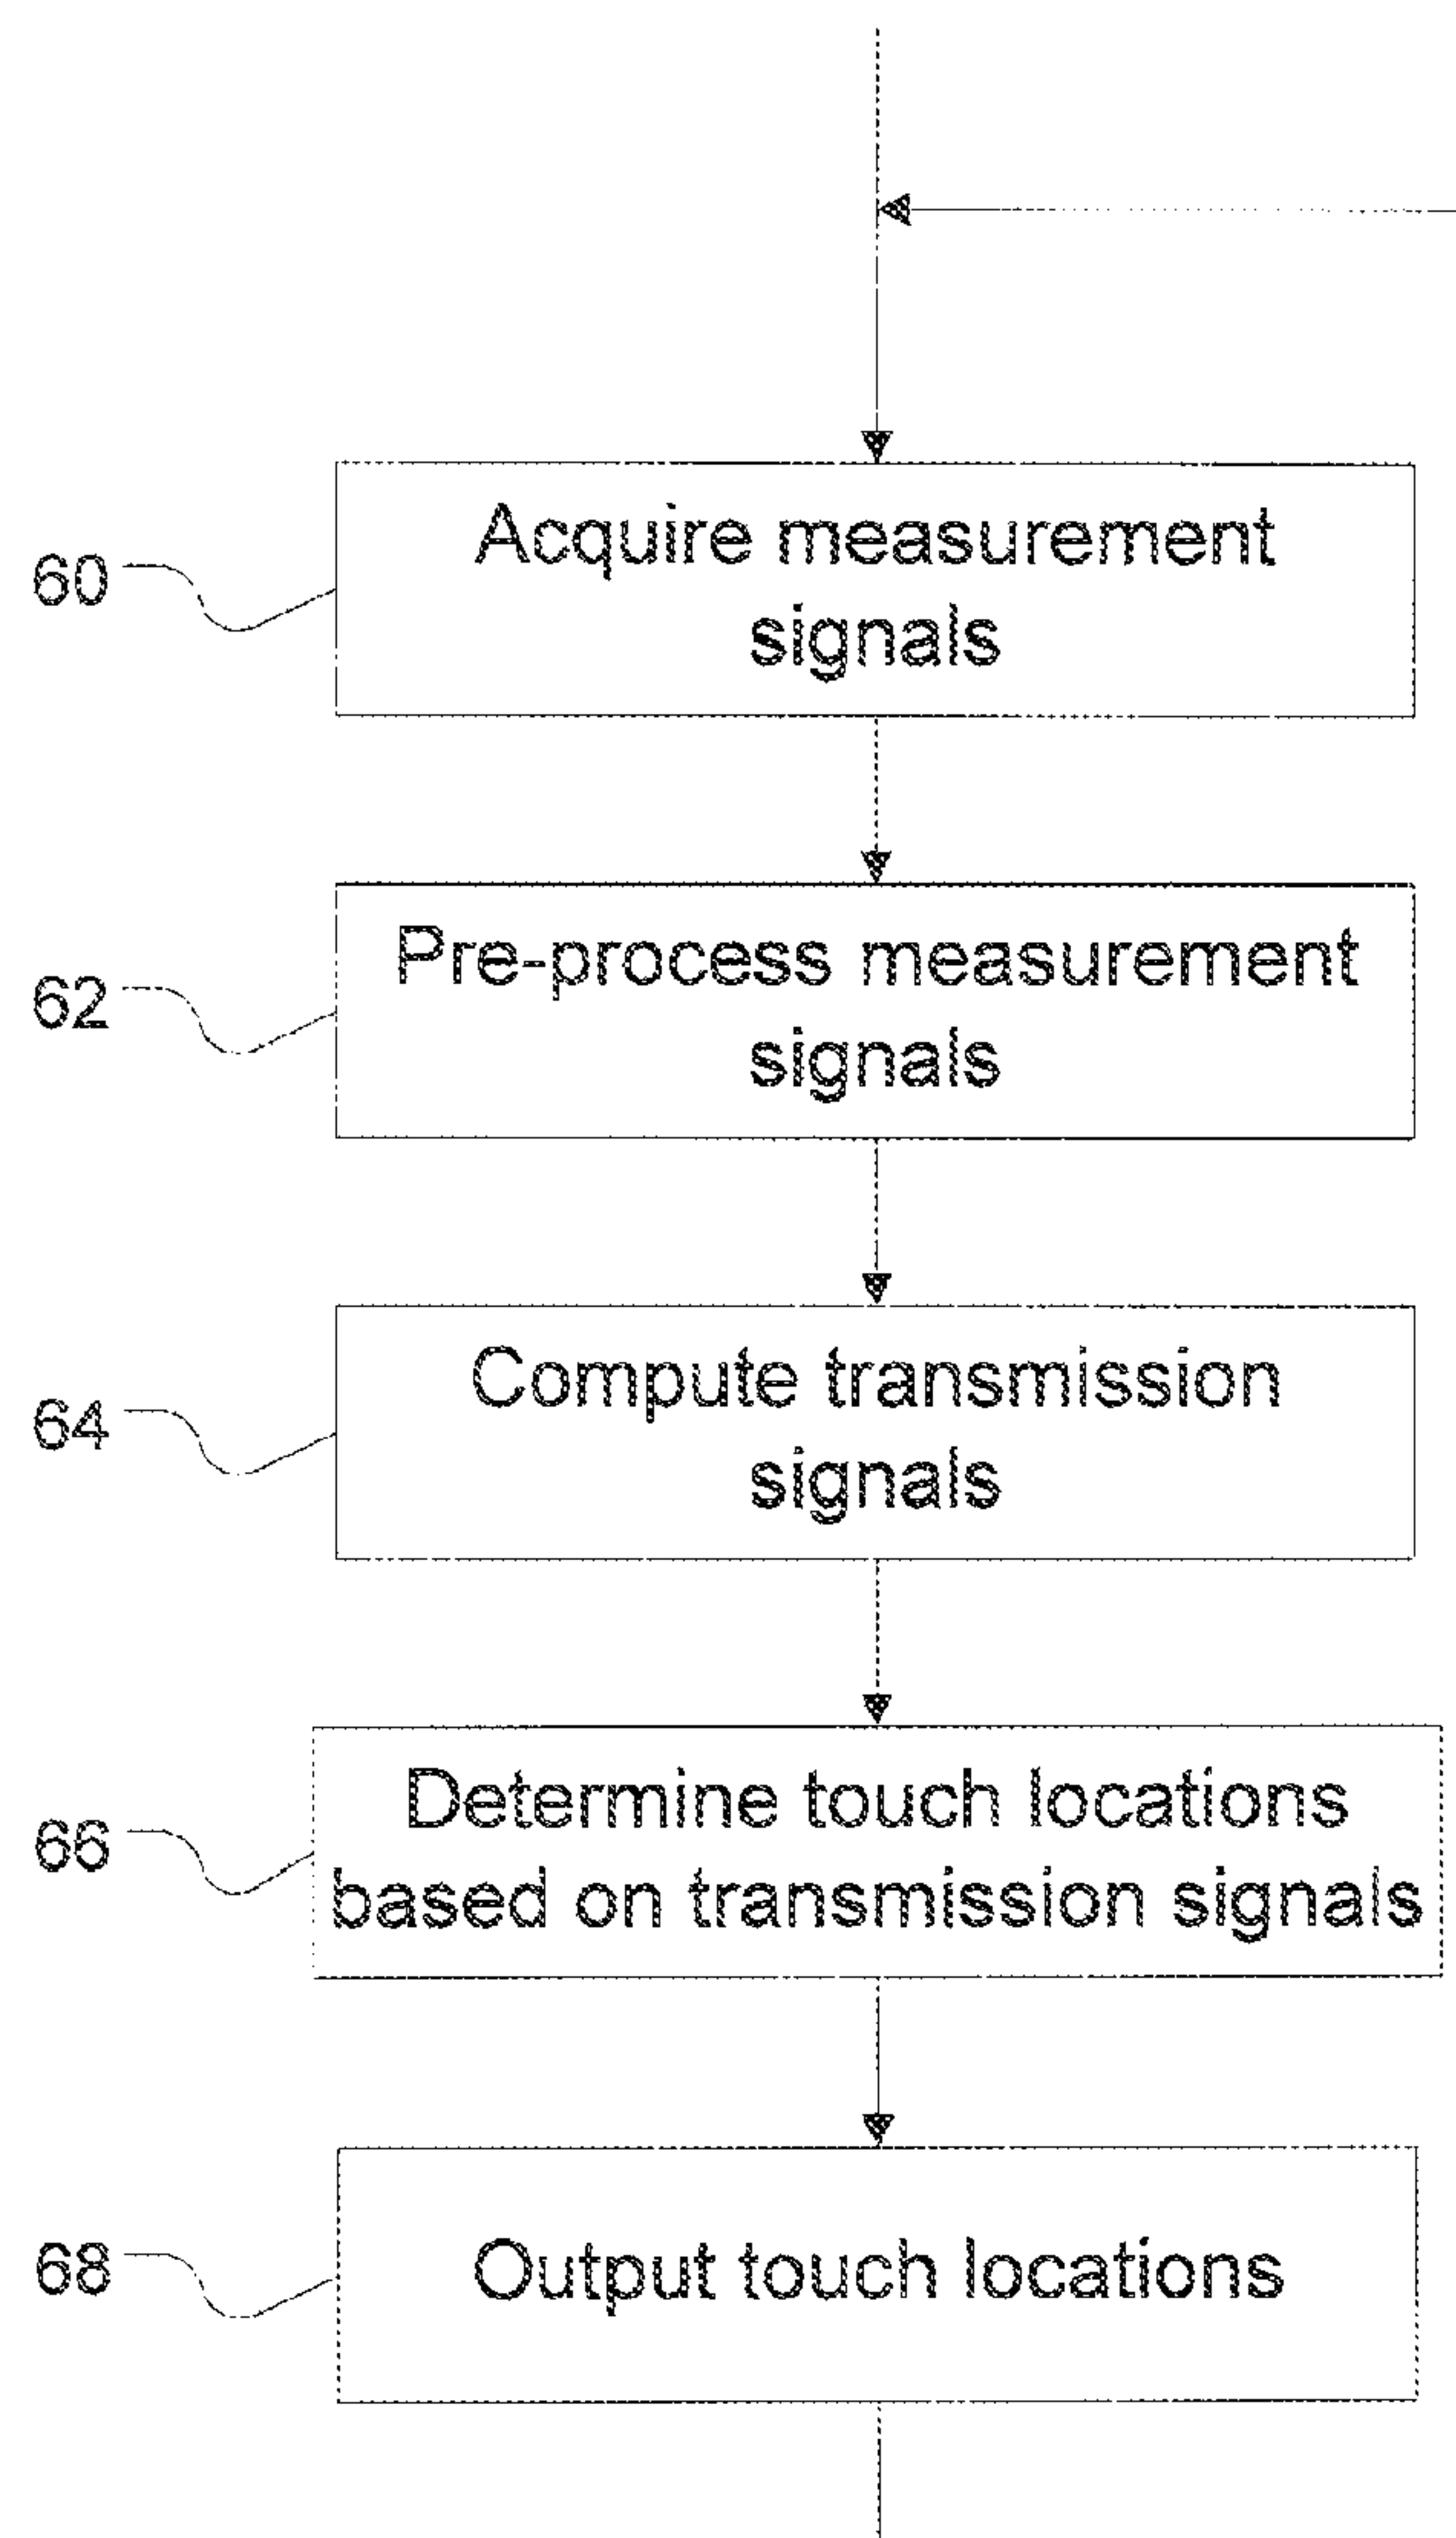 60
Acquire measurement
signals
62
Pre-process measurement
signals
64
Compute transmission
signals
66
Determine touch locations
based on transmission signals
68
Output touch locations